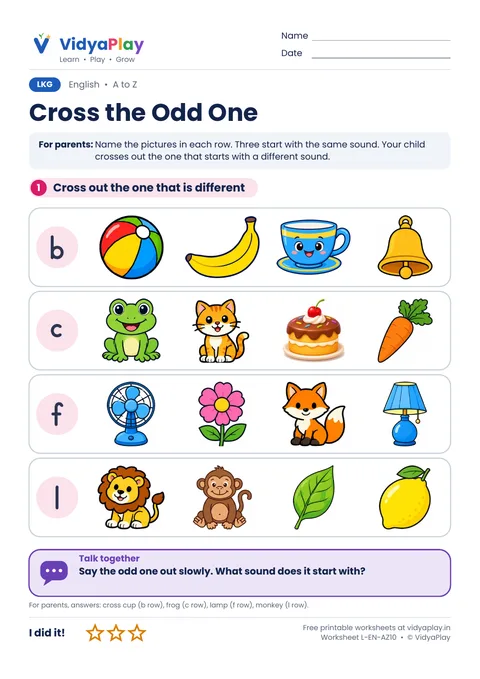 VidyaPlay
Learn • Play • Grow
Name
Date
LKG English • A to Z
Cross the Odd One
For parents: Name the pictures in each row. Three start with the same sound. Your child
crosses out the one that starts with a different sound.
1 Cross out the one that is different
b
c
f
l
Talk together
Say the odd one out slowly. What sound does it start with?
For parents, answers: cross cup (b row), frog (c row), lamp (f row), monkey (l row).
I did it!
Free printable worksheets at vidyaplay.in
Worksheet L-EN-AZ10 • © VidyaPlay